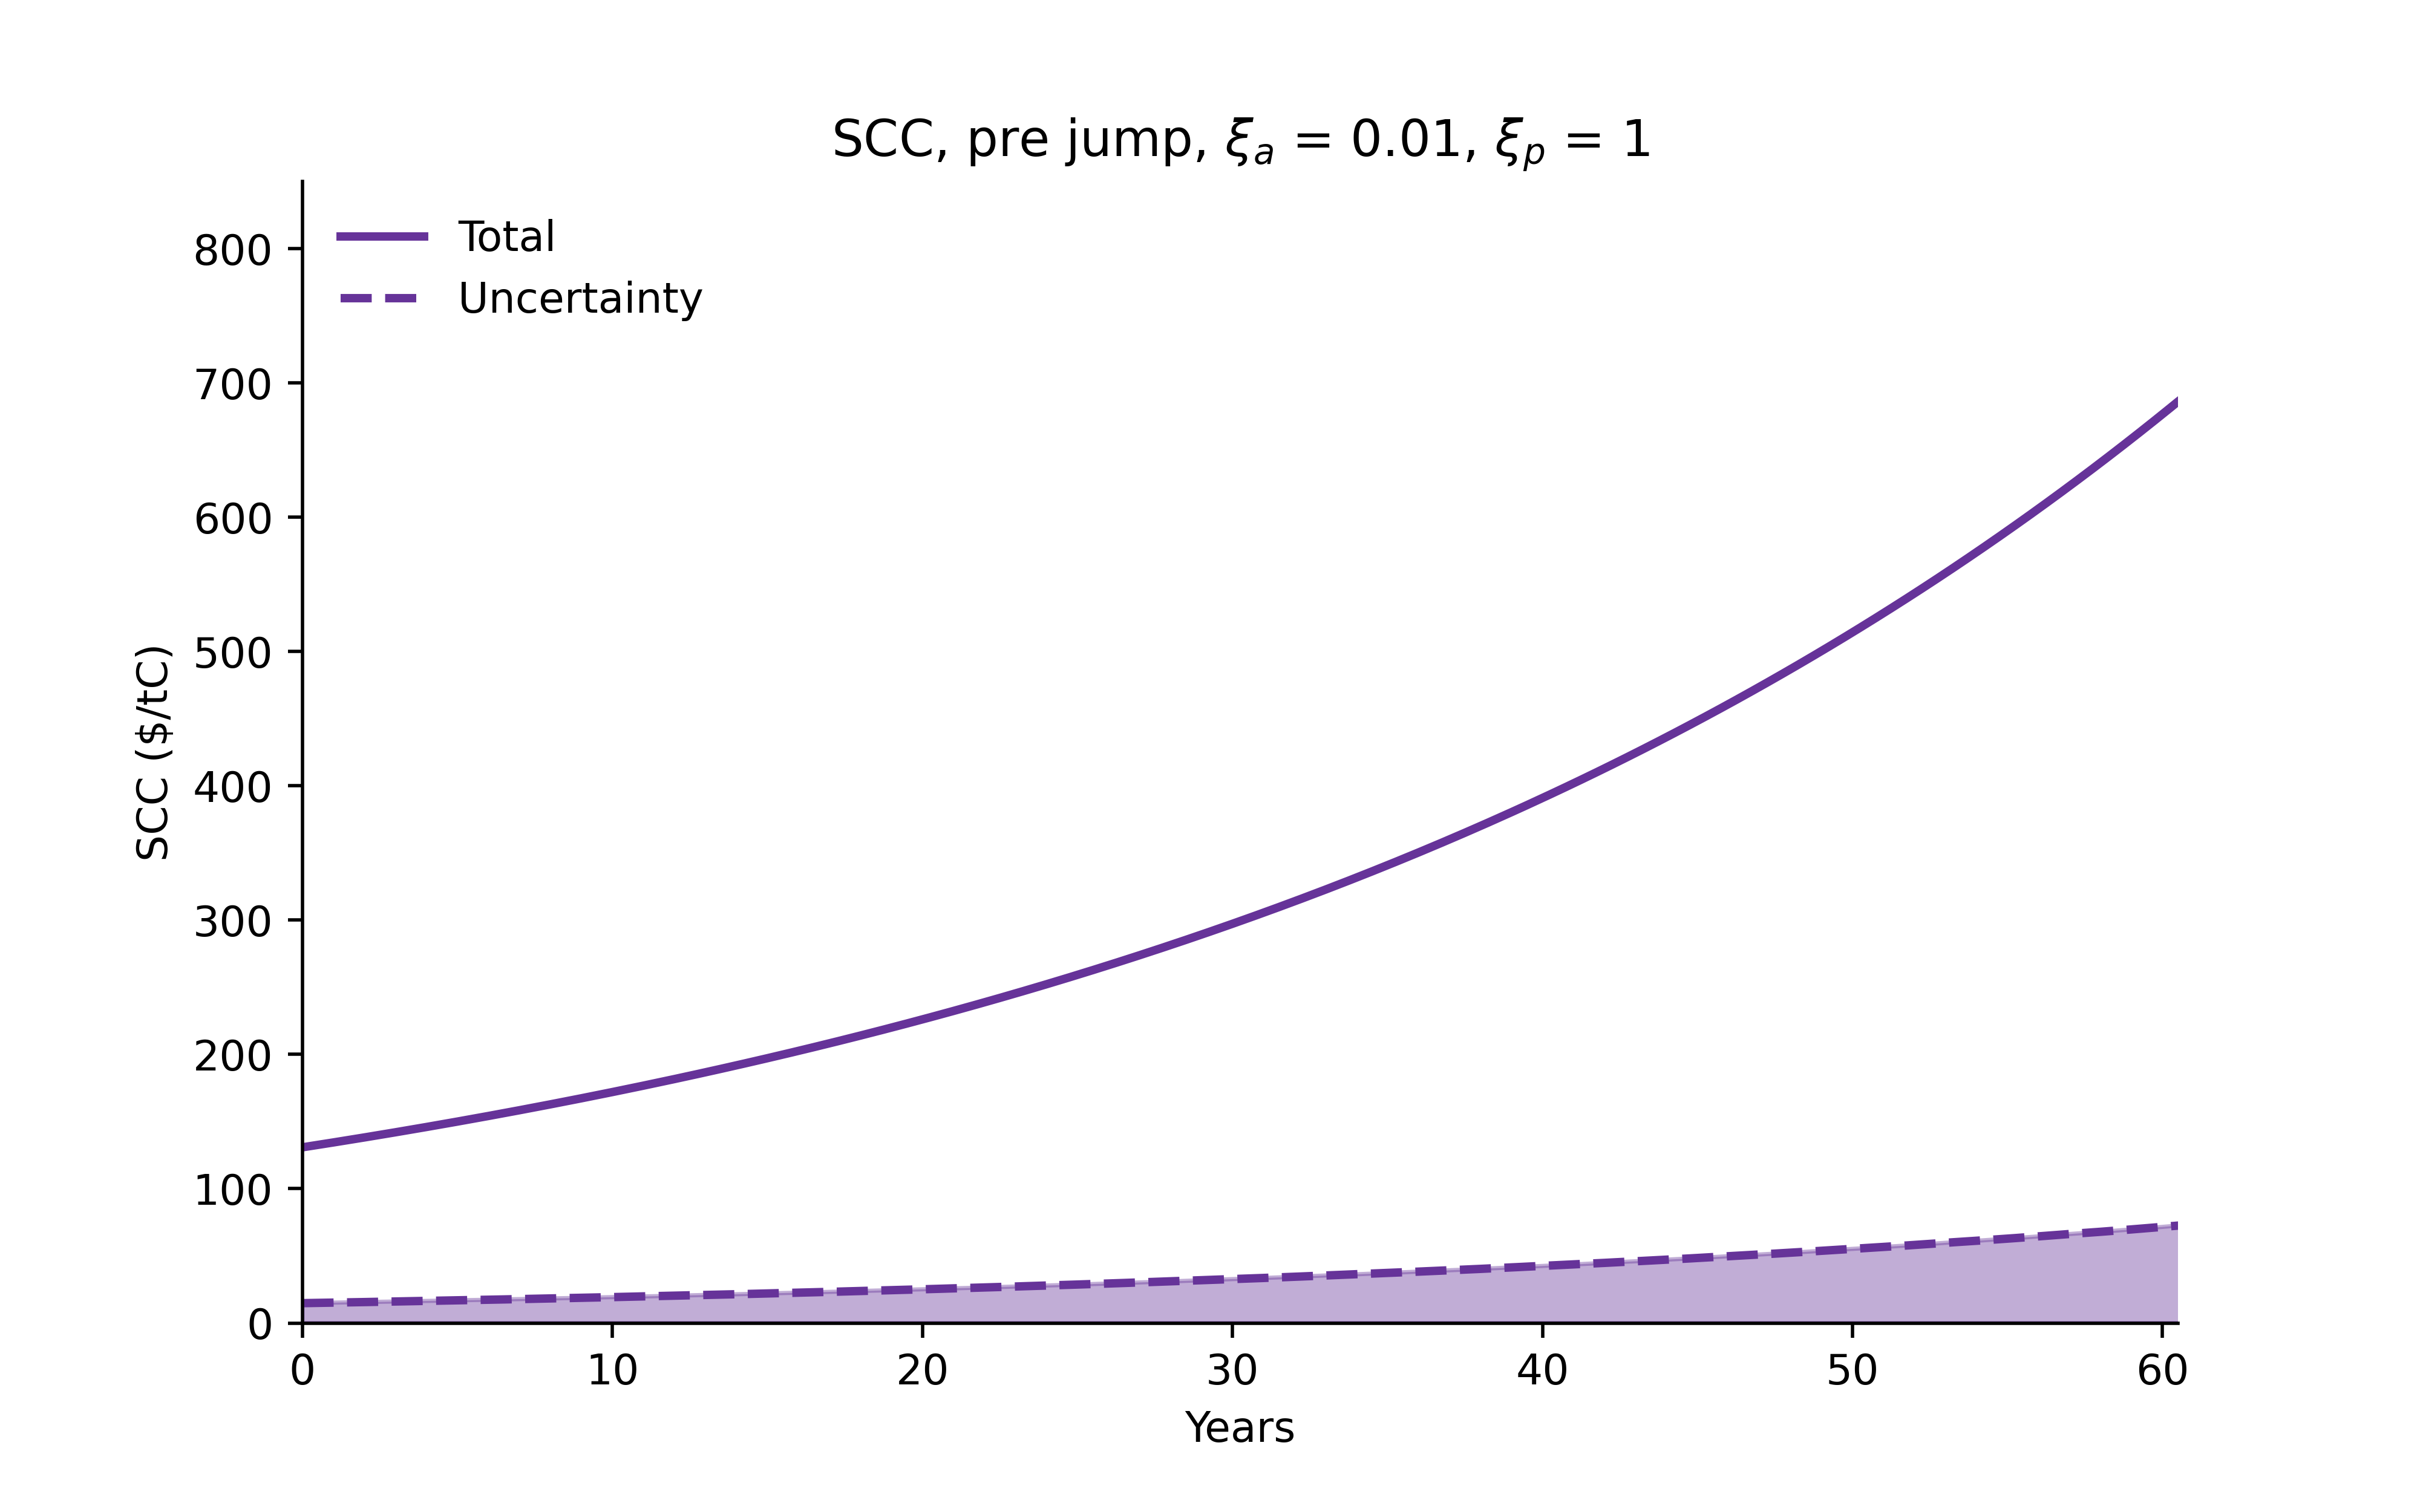 SCC, pre jump, ξₐ = 0.01, ξₚ = 1
Total
Uncertainty
800
700
600
500
400
300
200
100
0
SCC ($/tC)
0 10 20 30 40 50 60
Years